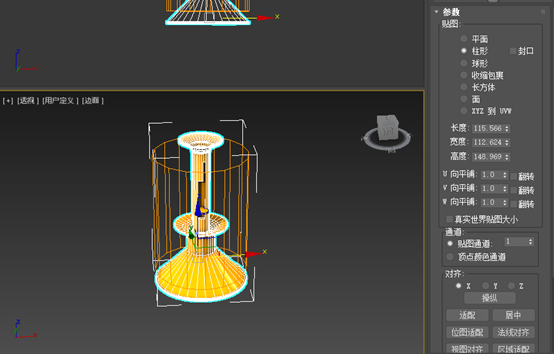 参数
贴图:
平面
柱形 封口
球形
收缩包裹
长方体
面
XYZ 到 UVW
长度: 115.566
宽度: 112.624
高度: 148.969
U 向平铺: 1.0 翻转
V 向平铺: 1.0 翻转
W 向平铺: 1.0 翻转
真实世界贴图大小
通道:
贴图通道: 1
顶点颜色通道
对齐:
X Y Z
操纵
适配 居中
位图适配 法线对齐
视图对齐 区域适配
x
[+] [透视] [用户定义] [边面]
x
z